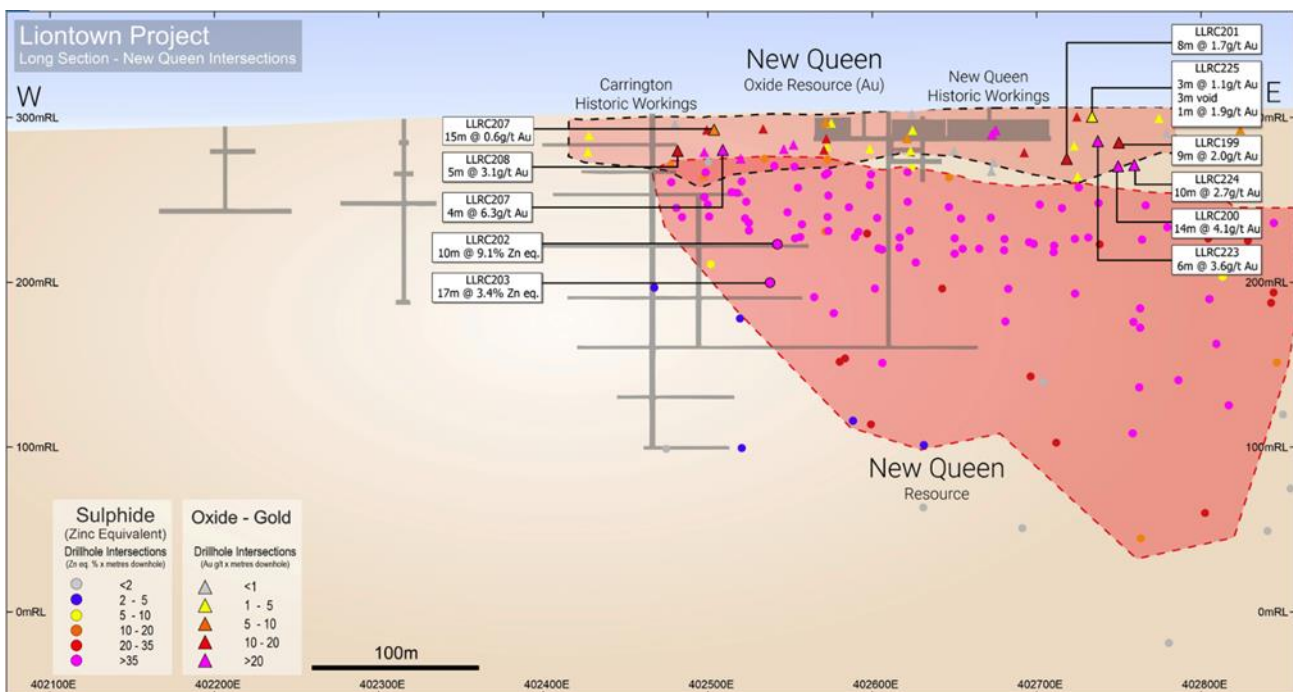 Liontown Project
Long Section - New Queen Intersections
W
E
New Queen
Oxide Resource (Au)
Carrington
Historic Workings
New Queen
Historic Workings
LLRC201
8m @ 1.7g/t Au
LLRC225
3m @ 1.1g/t Au
3m void
1m @ 1.9g/t Au
LLRC199
9m @ 2.0g/t Au
LLRC224
10m @ 2.7g/t Au
LLRC200
14m @ 4.1g/t Au
LLRC223
6m @ 3.6g/t Au
LLRC207
15m @ 0.6g/t Au
LLRC208
5m @ 3.1g/t Au
LLRC207
4m @ 6.3g/t Au
LLRC202
10m @ 9.1% Zn eq.
LLRC203
17m @ 3.4% Zn eq.
300mRL
200mRL
200mRL
100mRL
100mRL
0mRL
0mRL
New Queen
Resource
Sulphide
(Zinc Equivalent)
Drillhole Intersections
(Zn eq. % x metres downhole)
<2
2 - 5
5 - 10
10 - 20
20 - 35
>35
Oxide - Gold
Drillhole Intersections
(Au g/t x metres downhole)
<1
1 - 5
5 - 10
10 - 20
>20
100m
402100E
402200E
402300E
402400E
402500E
402600E
402700E
402800E